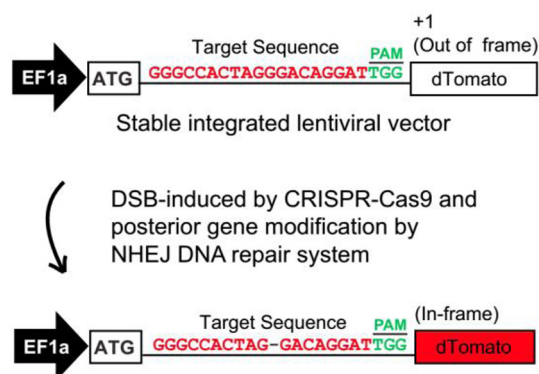 +1
(Out of frame)
Target Sequence
PAM
EF1a ATG GGGCCACTAGGGACAGGATTGG dTomato
Stable integrated lentiviral vector
DSB-induced by CRISPR-Cas9 and
posterior gene modification by
NHEJ DNA repair system
(In-frame)
Target Sequence
PAM
EF1a ATG GGGCCACTAG-GACAGGATTGG dTomato